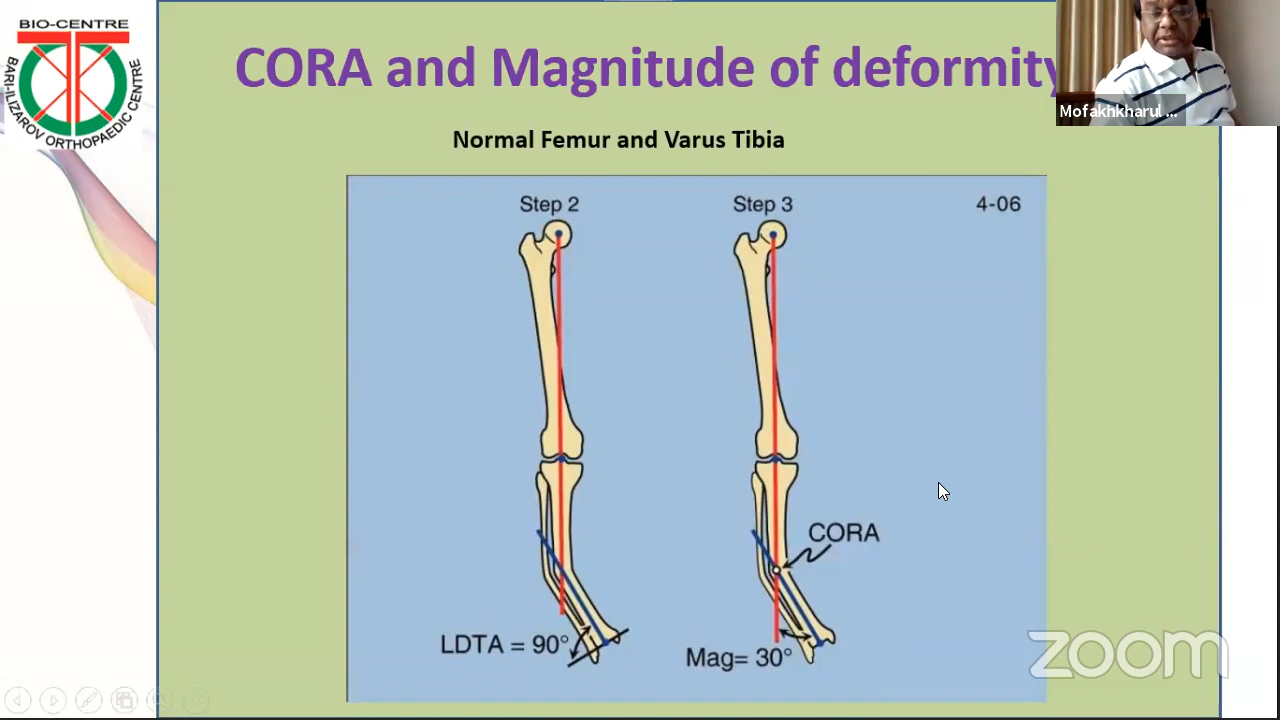 BIO-CENTRE
BARI-ILIZAROV ORTHOPAEDIC CENTRE
CORA and Magnitude of deformity
Mofakhkharul ...
Normal Femur and Varus Tibia
Step 2
Step 3
4-06
CORA
LDTA = 90°
Mag= 30°
zoom